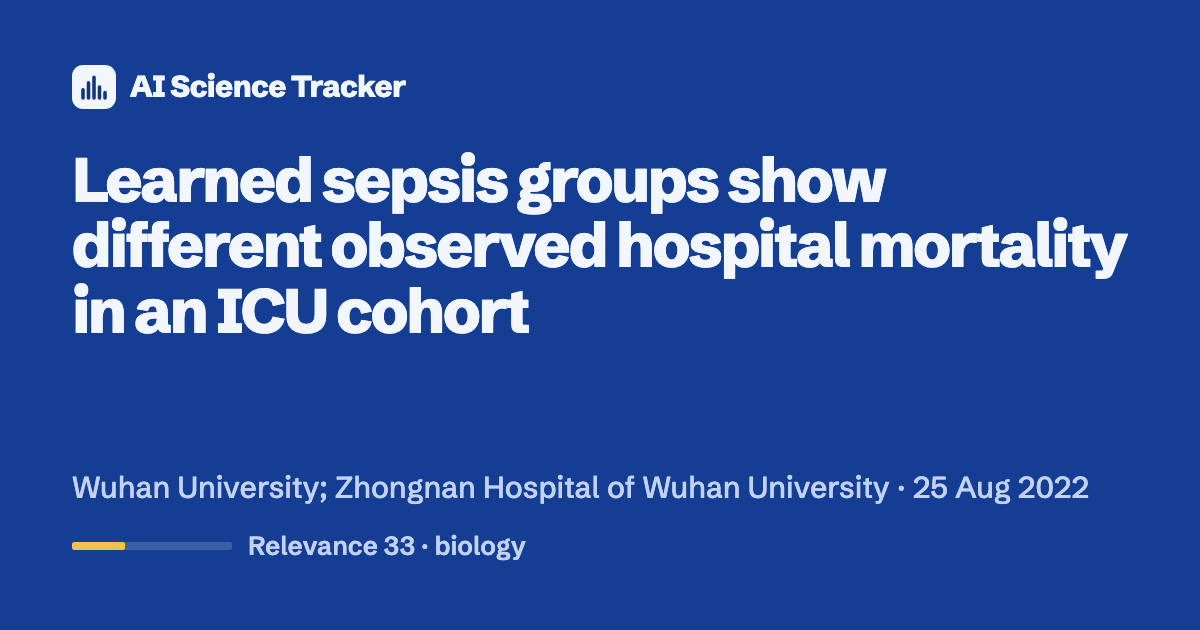 AI Science Tracker
Learned sepsis groups show
different observed hospital mortality
in an ICU cohort
Wuhan University; Zhongnan Hospital of Wuhan University · 25 Aug 2022
Relevance 33 · biology